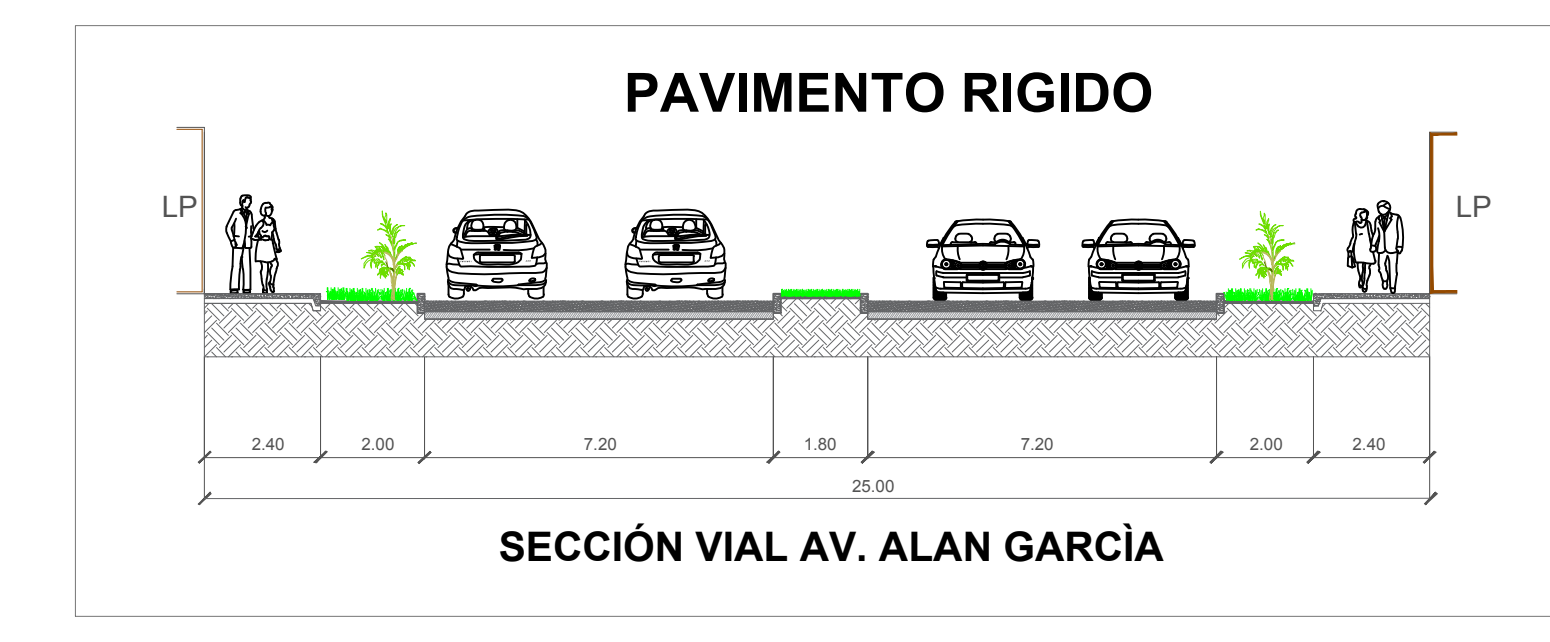 PAVIMENTO RIGIDO
LP
LP
2.40 2.00 7.20 1.80 7.20 2.00 2.40
25.00
SECCIÓN VIAL AV. ALAN GARCÌA